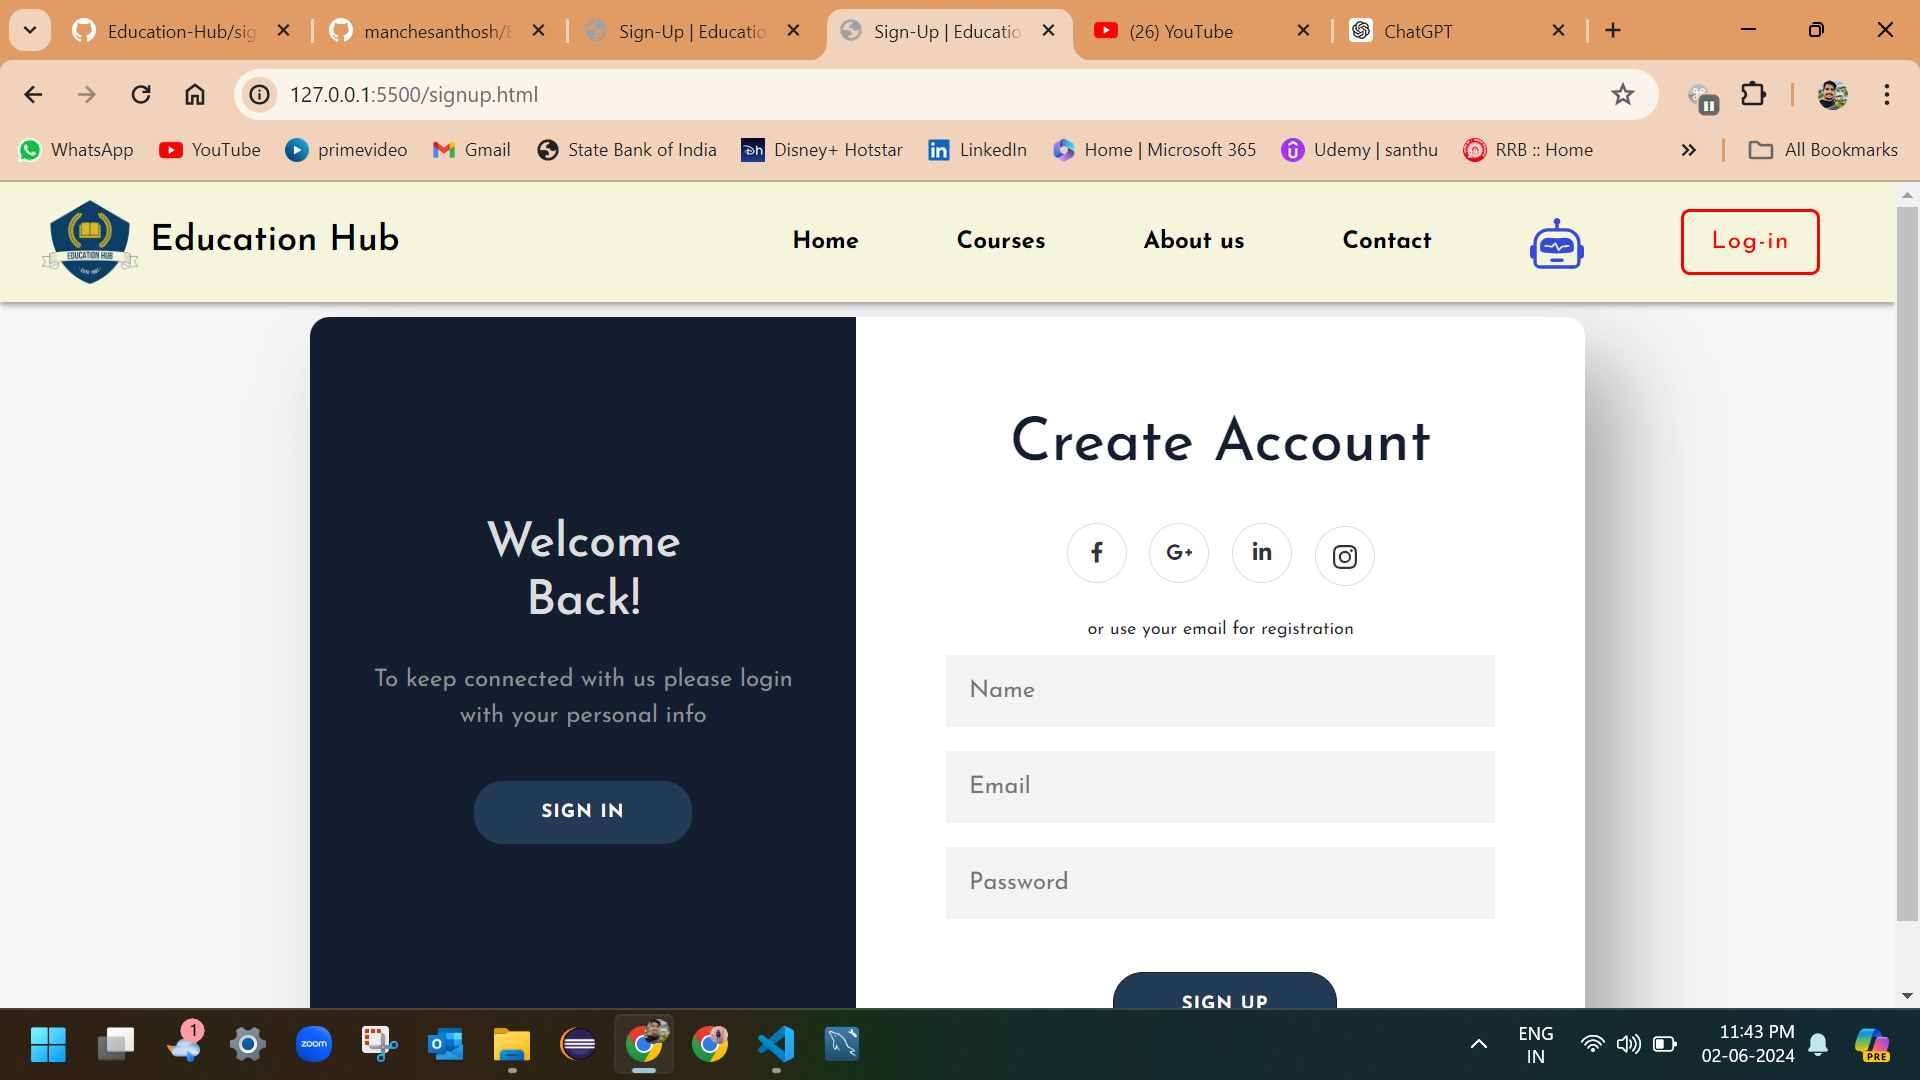 Education-Hub/sig
manchesanthosh/E
Sign-Up | Educatio
Sign-Up | Educatio
(26) YouTube
ChatGPT
127.0.0.1:5500/signup.html
WhatsApp
YouTube
primevideo
Gmail
State Bank of India
Disney+ Hotstar
LinkedIn
Home | Microsoft 365
Udemy | santhu
RRB :: Home
All Bookmarks
EDUCATION HUB
Education Hub
Home
Courses
About us
Contact
Log-in
Welcome
Back!
To keep connected with us please login
with your personal info
SIGN IN
Create Account
or use your email for registration
Name
Email
Password
SIGN UP
1
zoom
ENG
IN
11:43 PM
02-06-2024
PRE